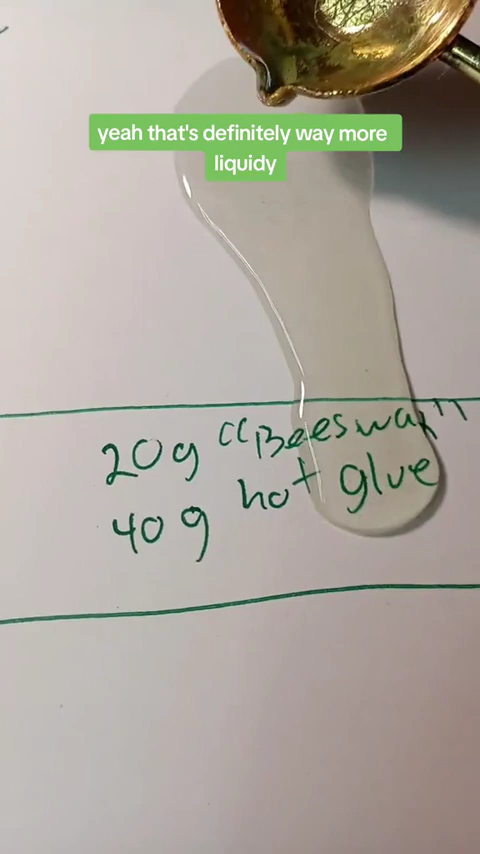 yeah that's definitely way more
liquidy
20g "Beeswax"
40g hot glue